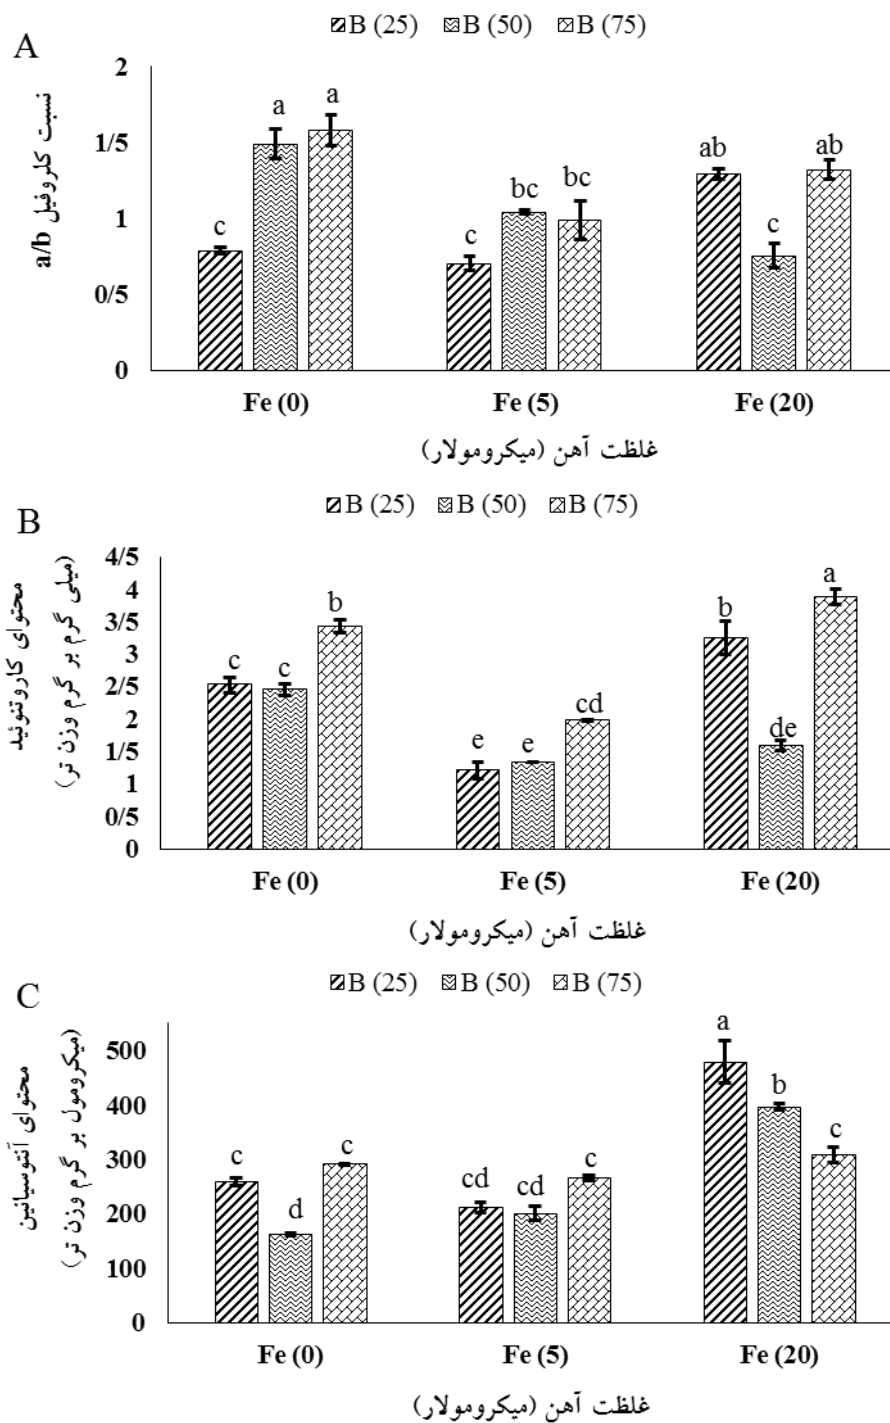 B (25) B (50) B (75)
A
نسبت کلروفیل a/b
2
1/5
1
0/5
0
c a a
c bc bc
ab c ab
Fe (0) Fe (5) Fe (20)
غلظت آهن (میکرومولار)
B (25) B (50) B (75)
B
محتوای کاروتنوئید
(میلی گرم بر گرم وزن تر)
4/5
4
3/5
3
2/5
2
1/5
1
0/5
0
c c b
e e cd
b de a
Fe (0) Fe (5) Fe (20)
غلظت آهن (میکرومولار)
B (25) B (50) B (75)
C
محتوای آنتوسیانین
(میکرومول بر گرم وزن تر)
500
400
300
200
100
0
c d c
cd cd c
a b c
Fe (0) Fe (5) Fe (20)
غلظت آهن (میکرومولار)